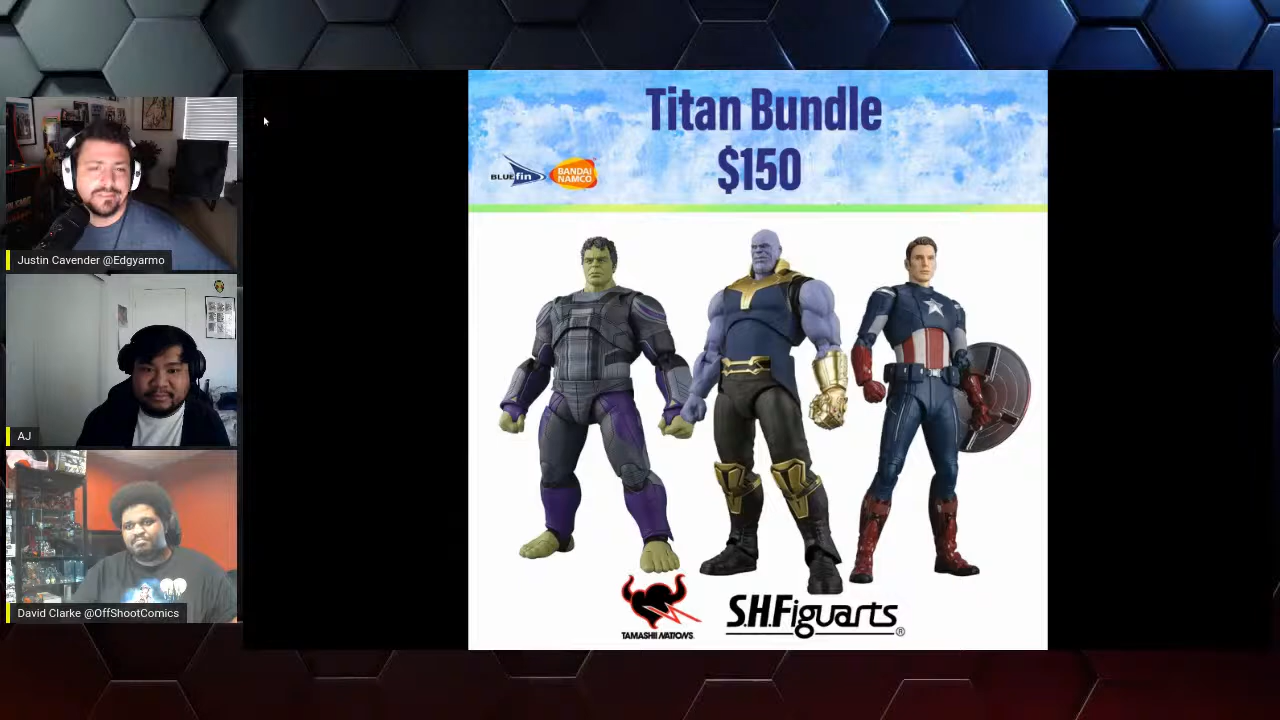 Titan Bundle
$150
BLUEfin
BANDAI
NAMCO
Justin Cavender @Edgyarmo
AJ
David Clarke @OffShootComics
TAMASHII NATIONS
S.H.Figuarts®